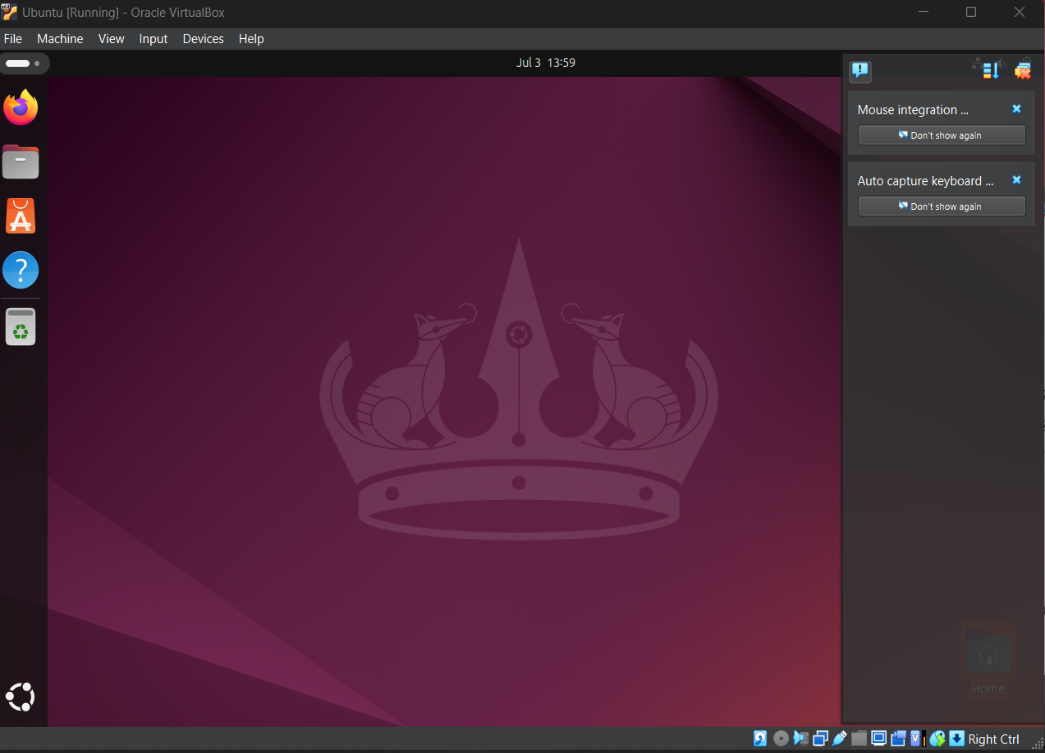 Ubuntu [Running] - Oracle VirtualBox
File Machine View Input Devices Help
Jul 3 13:59
Mouse integration ...
Don't show again
Auto capture keyboard ...
Don't show again
Home
Right Ctrl